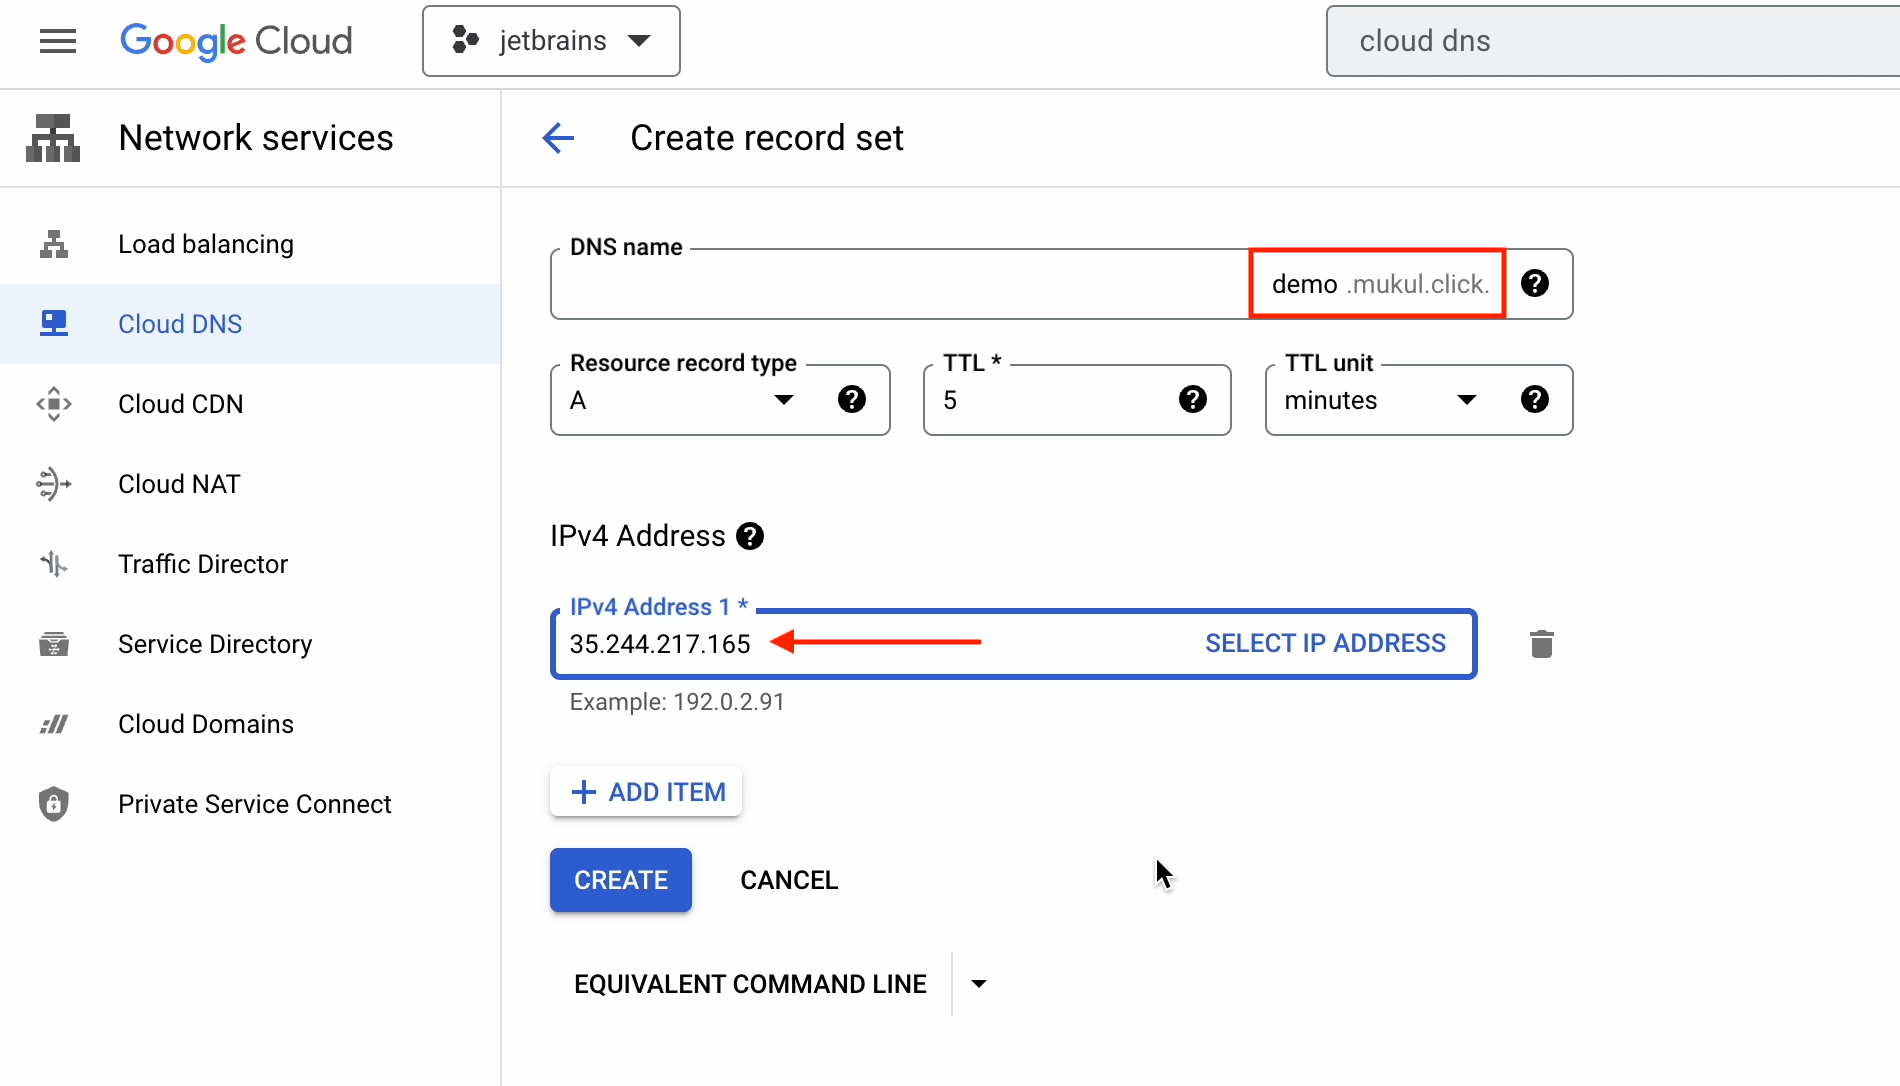 Google Cloud
jetbrains
cloud dns
Network services
Create record set
Load balancing
Cloud DNS
Cloud CDN
Cloud NAT
Traffic Director
Service Directory
Cloud Domains
Private Service Connect
DNS name
demo .mukul.click.
Resource record type
A
TTL *
5
TTL unit
minutes
IPv4 Address
IPv4 Address 1 *
35.244.217.165
SELECT IP ADDRESS
Example: 192.0.2.91
+ ADD ITEM
CREATE
CANCEL
EQUIVALENT COMMAND LINE